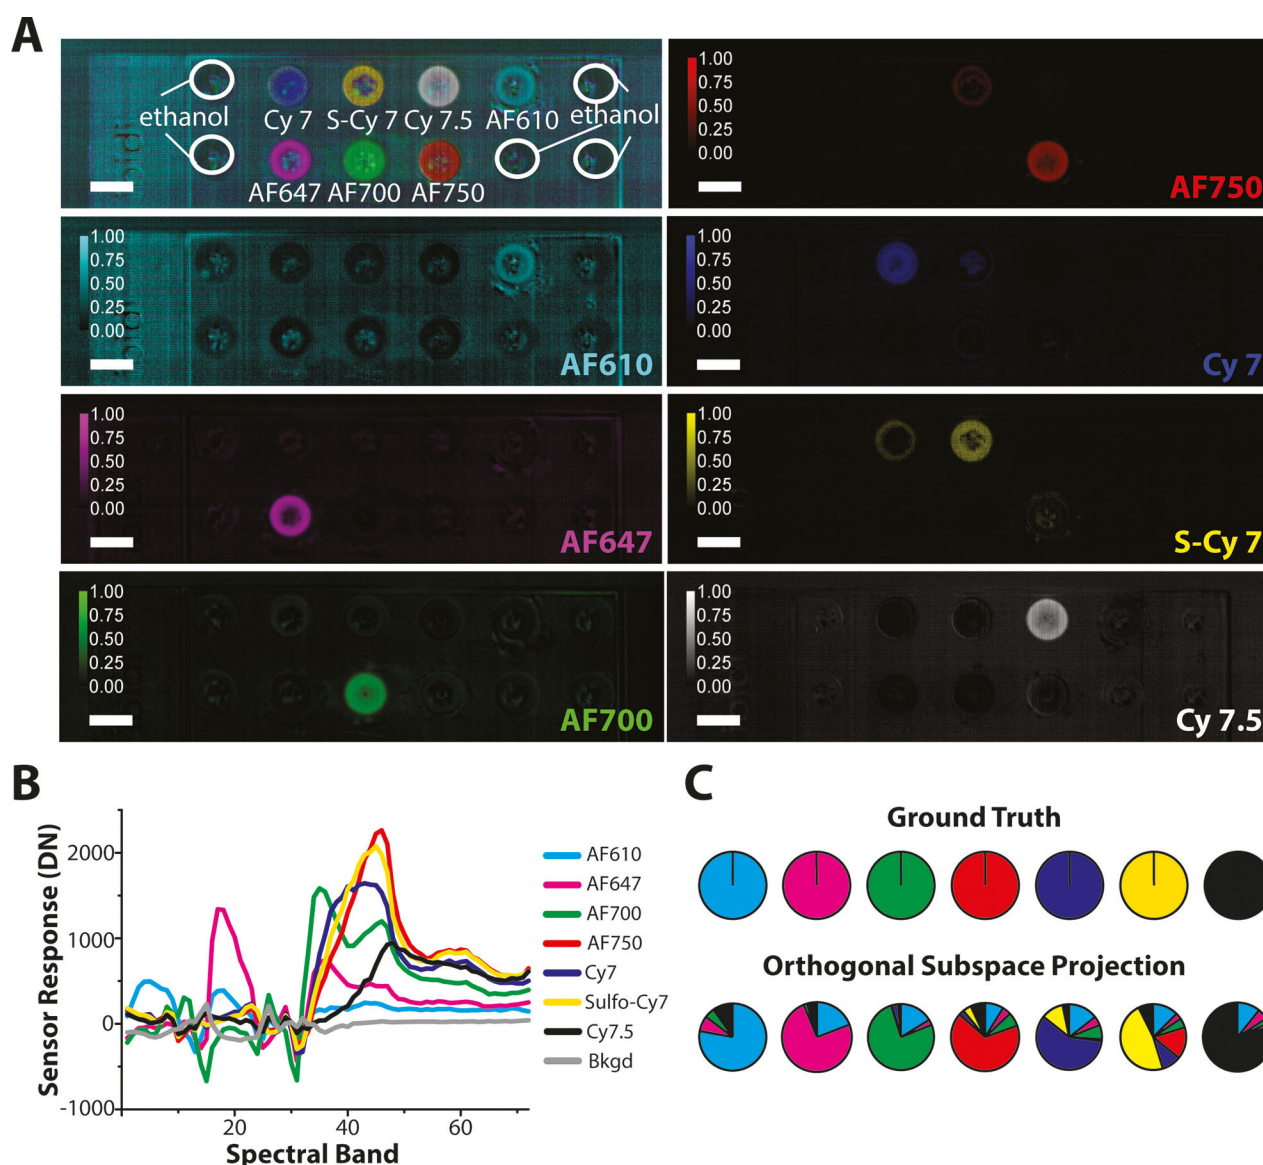 A
ethanol
Cy 7
S-Cy 7
Cy 7.5
AF610
ethanol
AF647
AF700
AF750
1.00
0.75
0.50
0.25
0.00
AF750
1.00
0.75
0.50
0.25
0.00
AF610
1.00
0.75
0.50
0.25
0.00
Cy 7
1.00
0.75
0.50
0.25
0.00
AF647
1.00
0.75
0.50
0.25
0.00
S-Cy 7
1.00
0.75
0.50
0.25
0.00
AF700
1.00
0.75
0.50
0.25
0.00
Cy 7.5
B
Sensor Response (DN)
2000
1000
0
-1000
20
40
60
Spectral Band
AF610
AF647
AF700
AF750
Cy7
Sulfo-Cy7
Cy7.5
Bkgd
C
Ground Truth
Orthogonal Subspace Projection